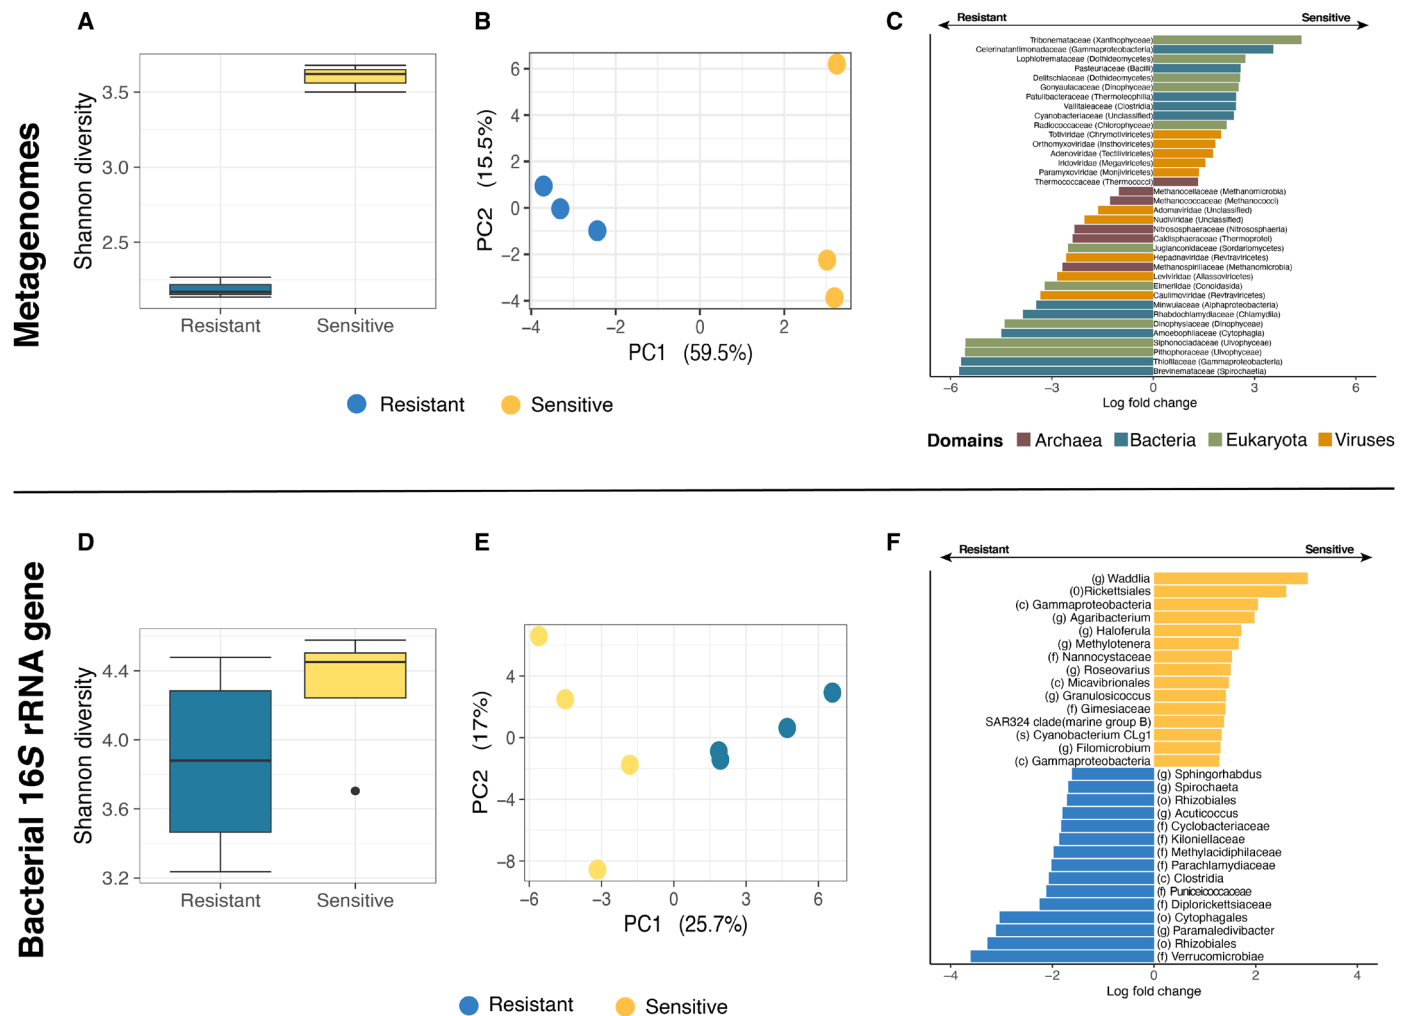 A
B
C
Metagenomes
Shannon diversity
3.5
3.0
2.5
Resistant
Sensitive
PC2 (15.5%)
6
4
2
0
−2
−4
−4
−2
0
2
PC1 (59.5%)
Resistant
Sensitive
Resistant
Sensitive
Tribonemataceae (Xanthophyceae)
Celerinatantimonadaceae (Gammaproteobacteria)
Lophiotremataceae (Dothideomycetes)
Pasteuriaceae (Bacilli)
Delitschiaceae (Dothideomycetes)
Gonyaulacaceae (Dinophyceae)
Patulibacteraceae (Thermoleophilia)
Vallitaleaceae (Clostridia)
Cyanobacteriaceae (Unclassified)
Radiococcaceae (Chlorophyceae)
Totiviridae (Chrymotiviricetes)
Orthomyxoviridae (Insthoviricetes)
Adenoviridae (Tectiliviricetes)
Iridoviridae (Megaviricetes)
Paramyxoviridae (Monjiviricetes)
Thermococcaceae (Thermococci)
Methanocellaceae (Methanomicrobia)
Methanococcaceae (Methanococci)
Adomaviridae (Unclassified)
Nudiviridae (Unclassified)
Nitrososphaeraceae (Nitrososphaeria)
Caldisphaeraceae (Thermoprotei)
Juglanconidaceae (Sordariomycetes)
Hepadnaviridae (Revtraviricetes)
Methanospirillaceae (Methanomicrobia)
Leviviridae (Allassoviricetes)
Eimeriidae (Conoidasida)
Caulimoviridae (Revtraviricetes)
Minwuiaceae (Alphaproteobacteria)
Rhabdochlamydiaceae (Chlamydiia)
Dinophysiaceae (Dinophyceae)
Amoebophilaceae (Cytophagia)
Siphonocladaceae (Ulvophyceae)
Pithophoraceae (Ulvophyceae)
Thiofilaceae (Gammaproteobacteria)
Brevinemataceae (Spirochaetia)
−6
−3
0
3
6
Log fold change
Domains
Archaea
Bacteria
Eukaryota
Viruses
D
E
F
Bacterial 16S rRNA gene
Shannon diversity
4.4
4.0
3.6
3.2
Resistant
Sensitive
PC2 (17%)
4
0
−4
−8
−6
−3
0
3
6
PC1 (25.7%)
Resistant
Sensitive
Resistant
Sensitive
(g) Waddlia
(0)Rickettsiales
(c) Gammaproteobacteria
(g) Agaribacterium
(g) Haloferula
(g) Methylotenera
(f) Nannocystaceae
(g) Roseovarius
(c) Micavibrionales
(g) Granulosicoccus
(f) Gimesiaceae
SAR324 clade(marine group B)
(s) Cyanobacterium CLg1
(g) Filomicrobium
(c) Gammaproteobacteria
(g) Sphingorhabdus
(g) Spirochaeta
(o) Rhizobiales
(g) Acuticoccus
(f) Cyclobacteriaceae
(f) Kiloniellaceae
(f) Methylacidiphilaceae
(f) Parachlamydiaceae
(c) Clostridia
(f) Puniceicoccaceae
(f) Diplorickettsiaceae
(o) Cytophagales
(g) Paramaledivibacter
(o) Rhizobiales
(f) Verrucomicrobiae
−4
−2
0
2
4
Log fold change